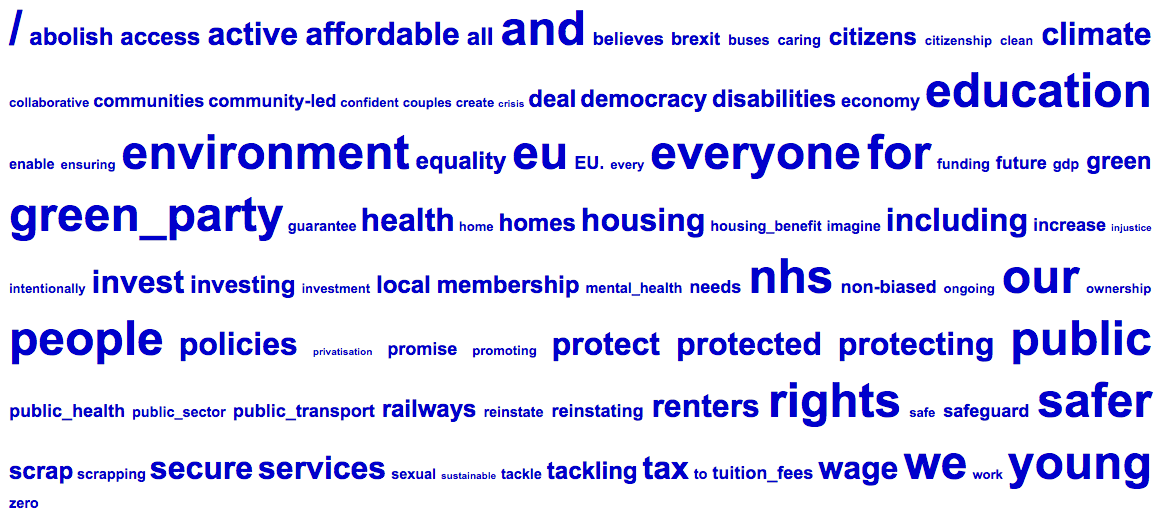 / abolish access active affordable all and believes brexit buses caring citizens citizenship clean climate
collaborative communities community-led confident couples create crisis deal democracy disabilities economy education
enable ensuring environment equality eu EU. every everyone for funding future gdp green
green_party guarantee health home homes housing housing_benefit imagine including increase injustice
intentionally invest investing investment local membership mental_health needs nhs non-biased ongoing our ownership
people policies privatisation promise promoting protect protected protecting public
public_health public_sector public_transport railways reinstate reinstating renters rights safe safeguard safer
scrap scrapping secure services sexual sustainable tackle tackling tax to tuition_fees wage we work young
zero